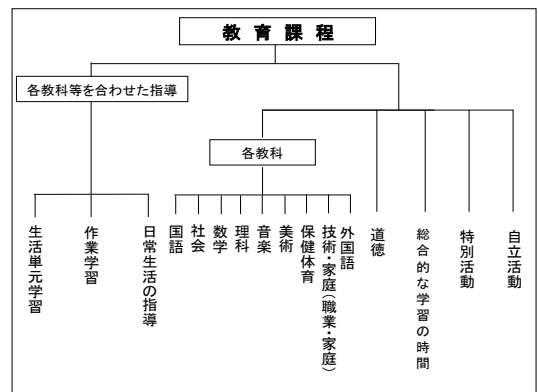 教育課程
各教科等を合わせた指導
各教科
生活単元学習
作業学習
日常生活の指導
国語
社会
数学
理科
音楽
美術
保健体育
技術・家庭(職業・家庭)
外国語
道徳
総合的な学習の時間
特別活動
自立活動